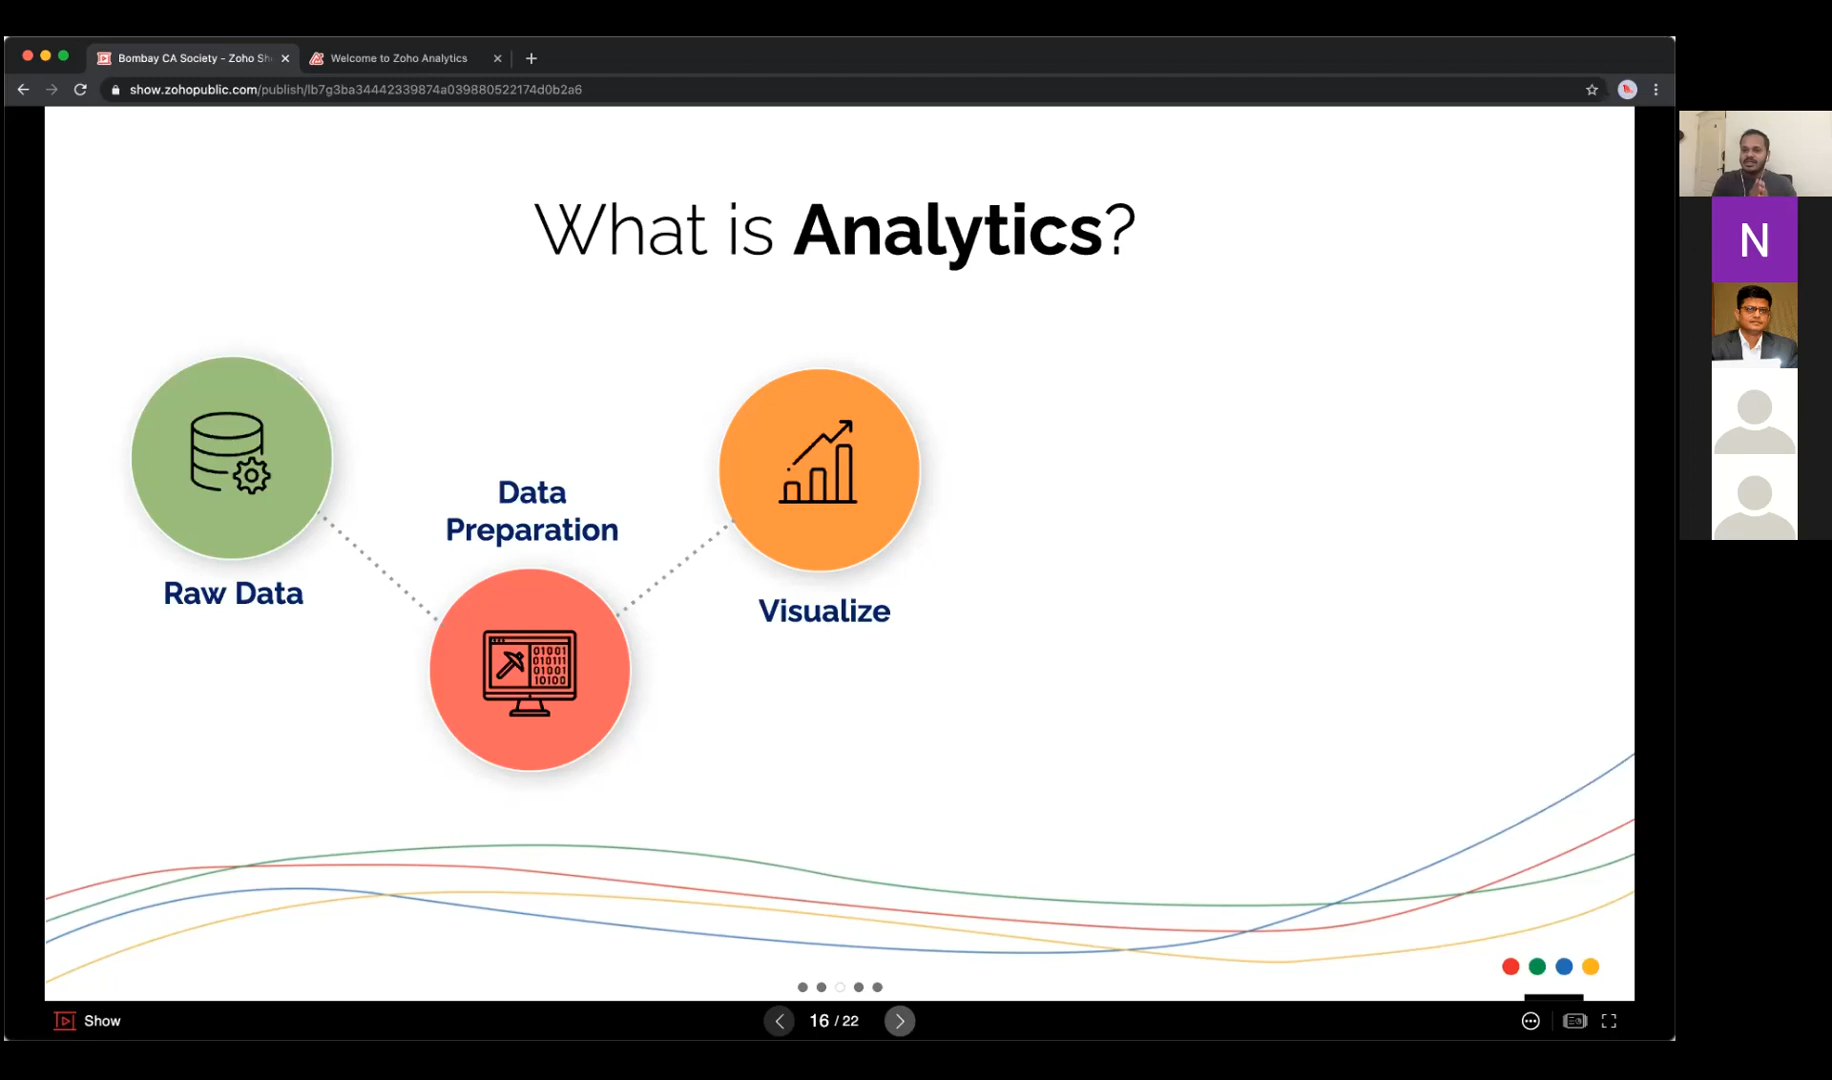 Bombay CA Society - Zoho Sh
Welcome to Zoho Analytics
show.zohopublic.com/publish/lb7g3ba34442339874a039880522174d0b2a6
What is Analytics?
N
Data
Preparation
Raw Data
Visualize
01001
010111
01001
10100
Show
16 / 22